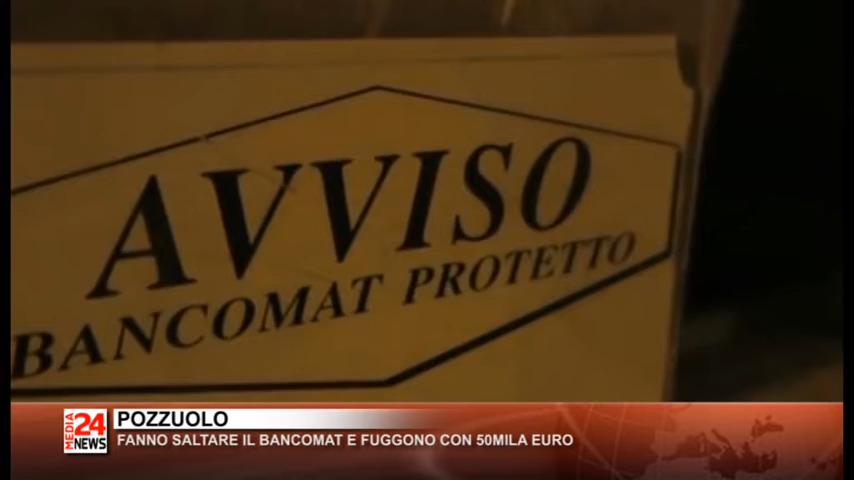 AVVISO
BANCOMAT PROTETTO
MEDIA
24
NEWS
POZZUOLO
FANNO SALTARE IL BANCOMAT E FUGGONO CON 50MILA EURO